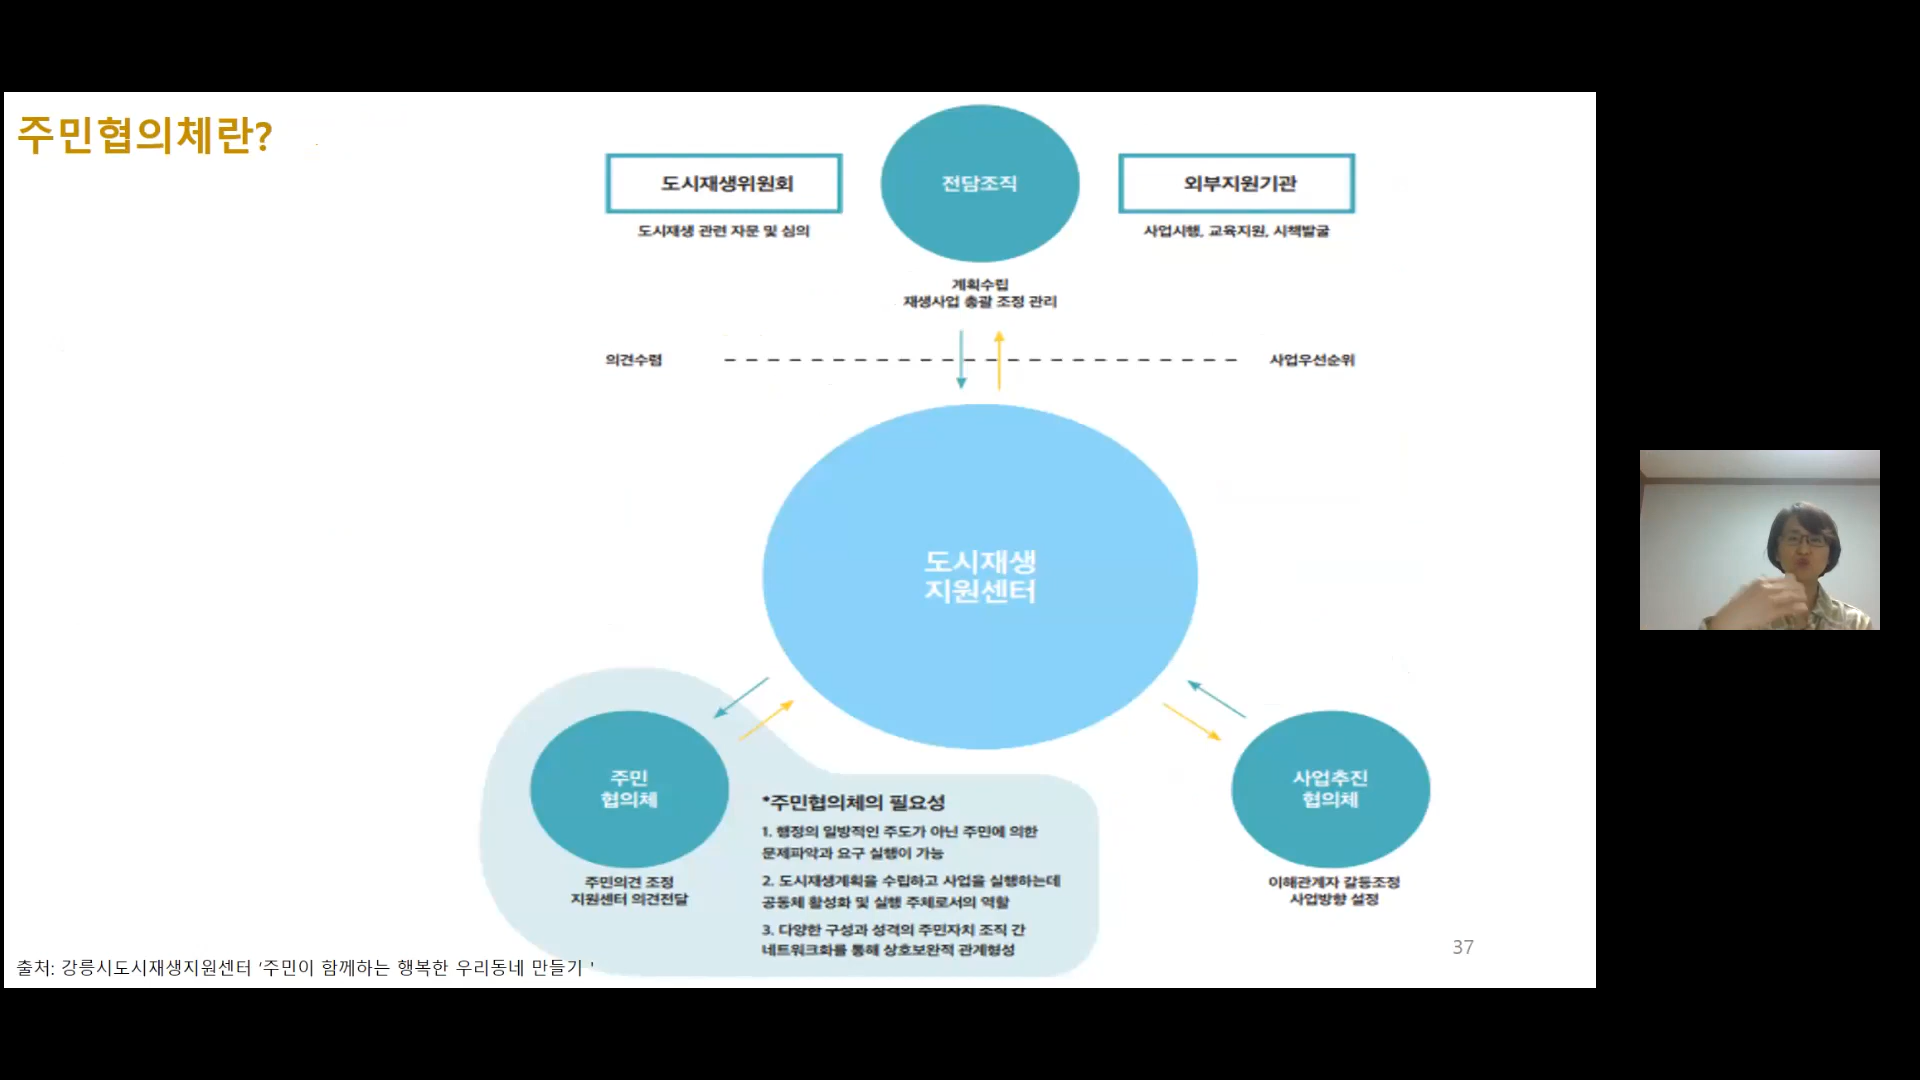 주민협의체란?
도시재생위원회
도시재생 관련 자문 및 심의
전담조직
계획수립
재생사업 총괄 조정 관리
외부지원기관
사업시행, 교육지원, 시책발굴
의견수렴
사업우선순위
도시재생
지원센터
주민
협의체
주민의견 조정
지원센터 의견전달
*주민협의체의 필요성
1. 행정의 일방적인 주도가 아닌 주민에 의한
문제파악과 요구 실행이 가능
2. 도시재생계획을 수립하고 사업을 실행하는데
공동체 활성화 및 실행 주체로서의 역할
3. 다양한 구성과 성격의 주민자치 조직 간
네트워크화를 통해 상호보완적 관계형성
사업추진
협의체
이해관계자 갈등조정
사업방향 설정
37
출처: 강릉시도시재생지원센터 ‘주민이 함께하는 행복한 우리동네 만들기 '